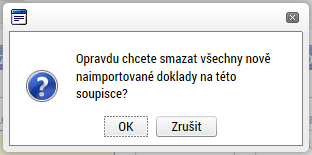 Opravdu chcete smazat všechny nově
naimportované doklady na této
soupisce?
OK
Zrušit